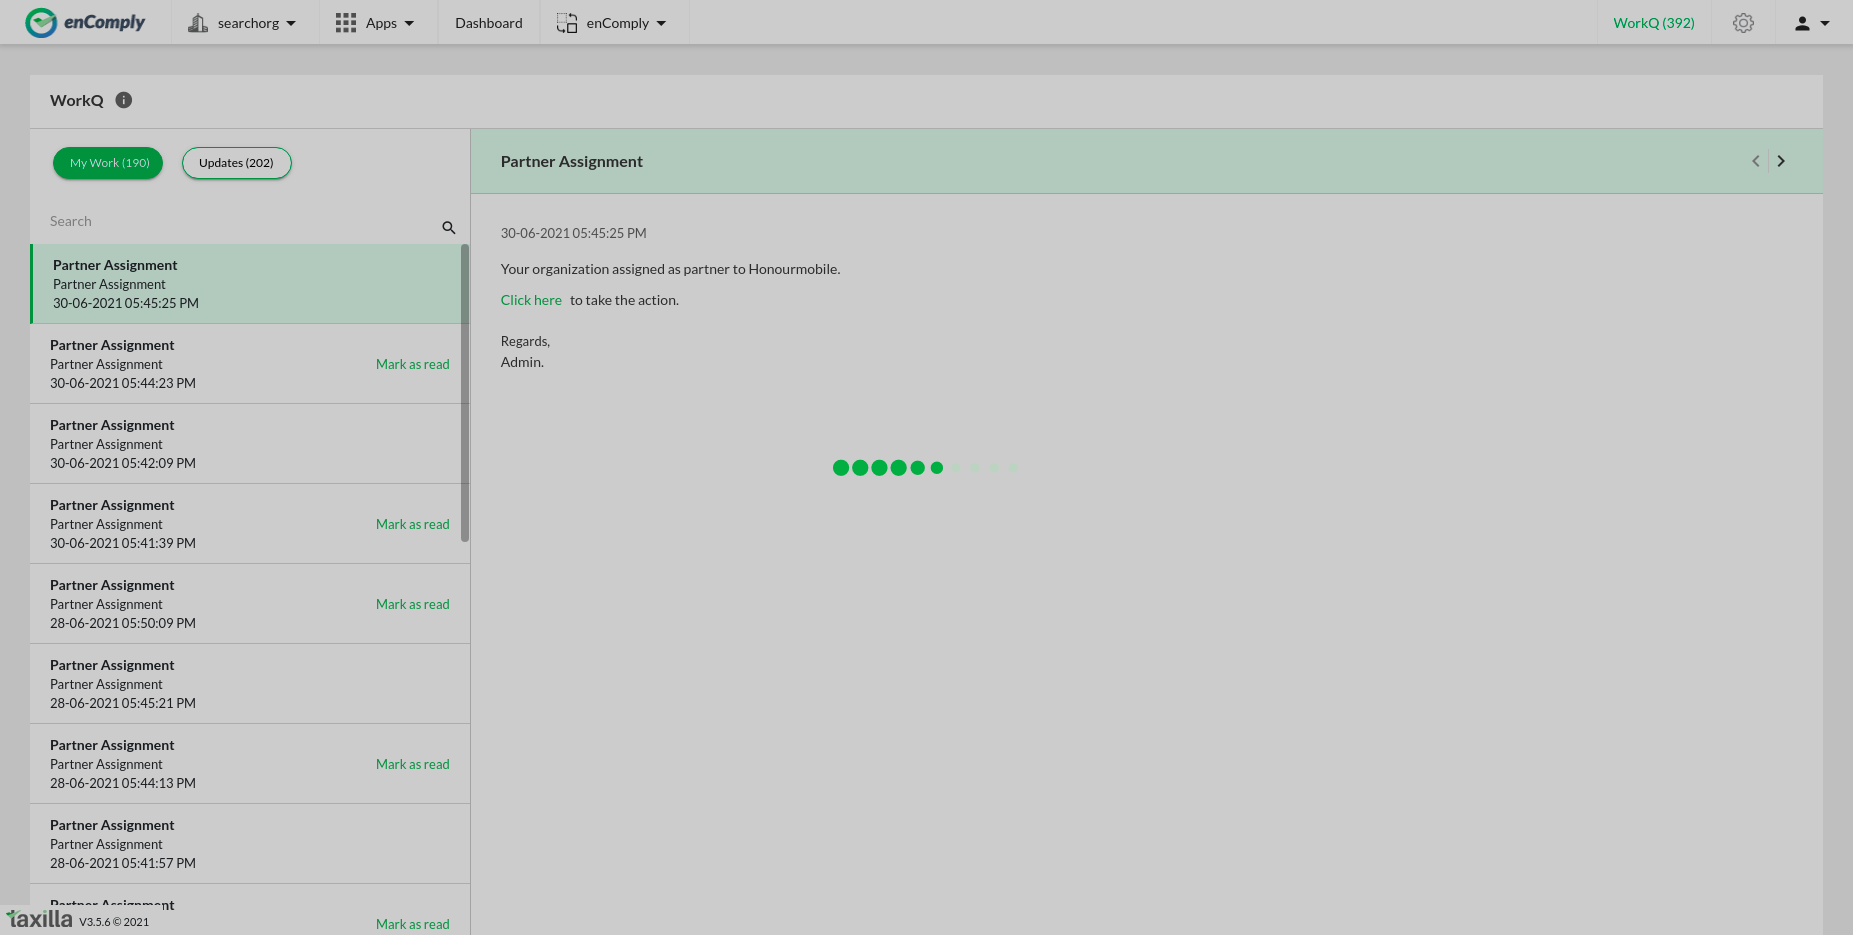 enComply
searchorg
Apps
Dashboard
enComply
WorkQ (392)
WorkQ
My Work (190)
Updates (202)
Search
Partner Assignment
Partner Assignment
30-06-2021 05:45:25 PM
Partner Assignment
Partner Assignment
Mark as read
30-06-2021 05:44:23 PM
Partner Assignment
Partner Assignment
30-06-2021 05:42:09 PM
Partner Assignment
Partner Assignment
Mark as read
30-06-2021 05:41:39 PM
Partner Assignment
Partner Assignment
Mark as read
28-06-2021 05:50:09 PM
Partner Assignment
Partner Assignment
28-06-2021 05:45:21 PM
Partner Assignment
Partner Assignment
Mark as read
28-06-2021 05:44:13 PM
Partner Assignment
Partner Assignment
28-06-2021 05:41:57 PM
Partner Assignment
Mark as read
taxilla V3.5.6 © 2021
Partner Assignment
30-06-2021 05:45:25 PM
Your organization assigned as partner to Honourmobile.
Click here to take the action.
Regards,
Admin.